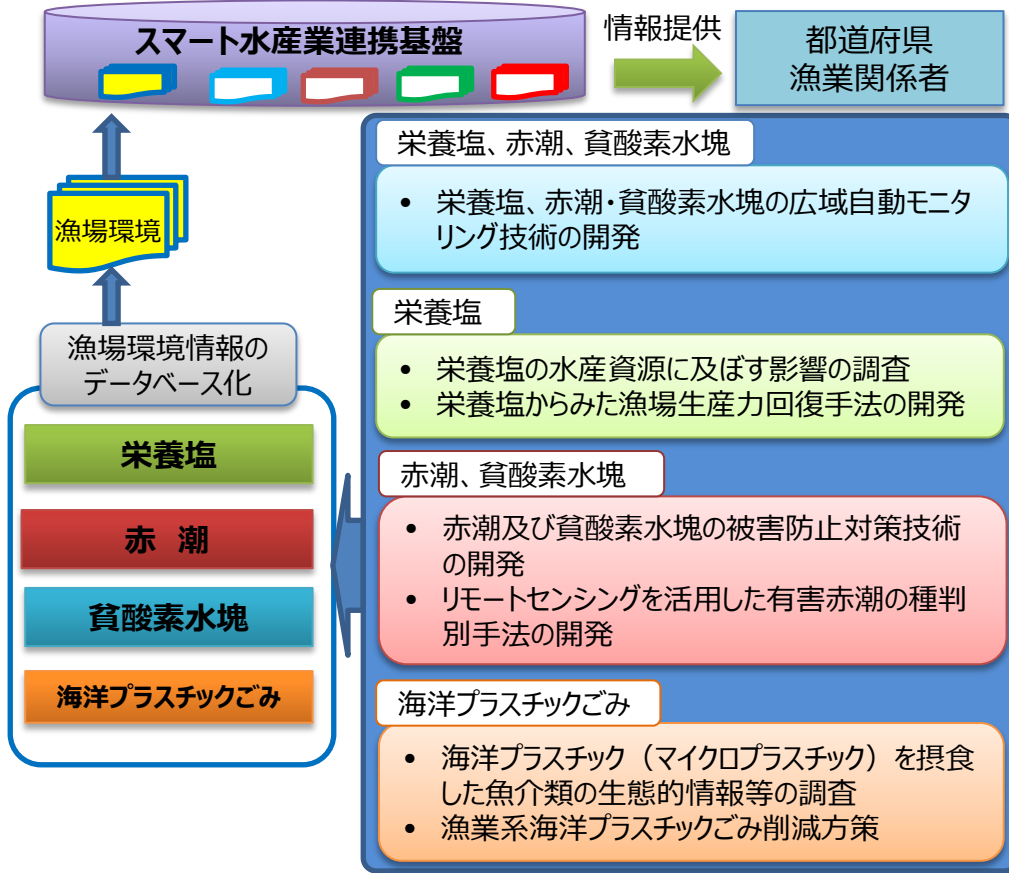 スマート水産業連携基盤
情報提供
都道府県
漁業関係者
漁場環境
漁場環境情報の
データベース化
栄養塩
赤 潮
貧酸素水塊
海洋プラスチックごみ
栄養塩、赤潮、貧酸素水塊
• 栄養塩、赤潮・貧酸素水塊の広域自動モニタ
リング技術の開発
栄養塩
• 栄養塩の水産資源に及ぼす影響の調査
• 栄養塩からみた漁場生産力回復手法の開発
赤潮、貧酸素水塊
• 赤潮及び貧酸素水塊の被害防止対策技術
の開発
• リモートセンシングを活用した有害赤潮の種判
別手法の開発
海洋プラスチックごみ
• 海洋プラスチック（マイクロプラスチック）を摂食
した魚介類の生態的情報等の調査
• 漁業系海洋プラスチックごみ削減方策